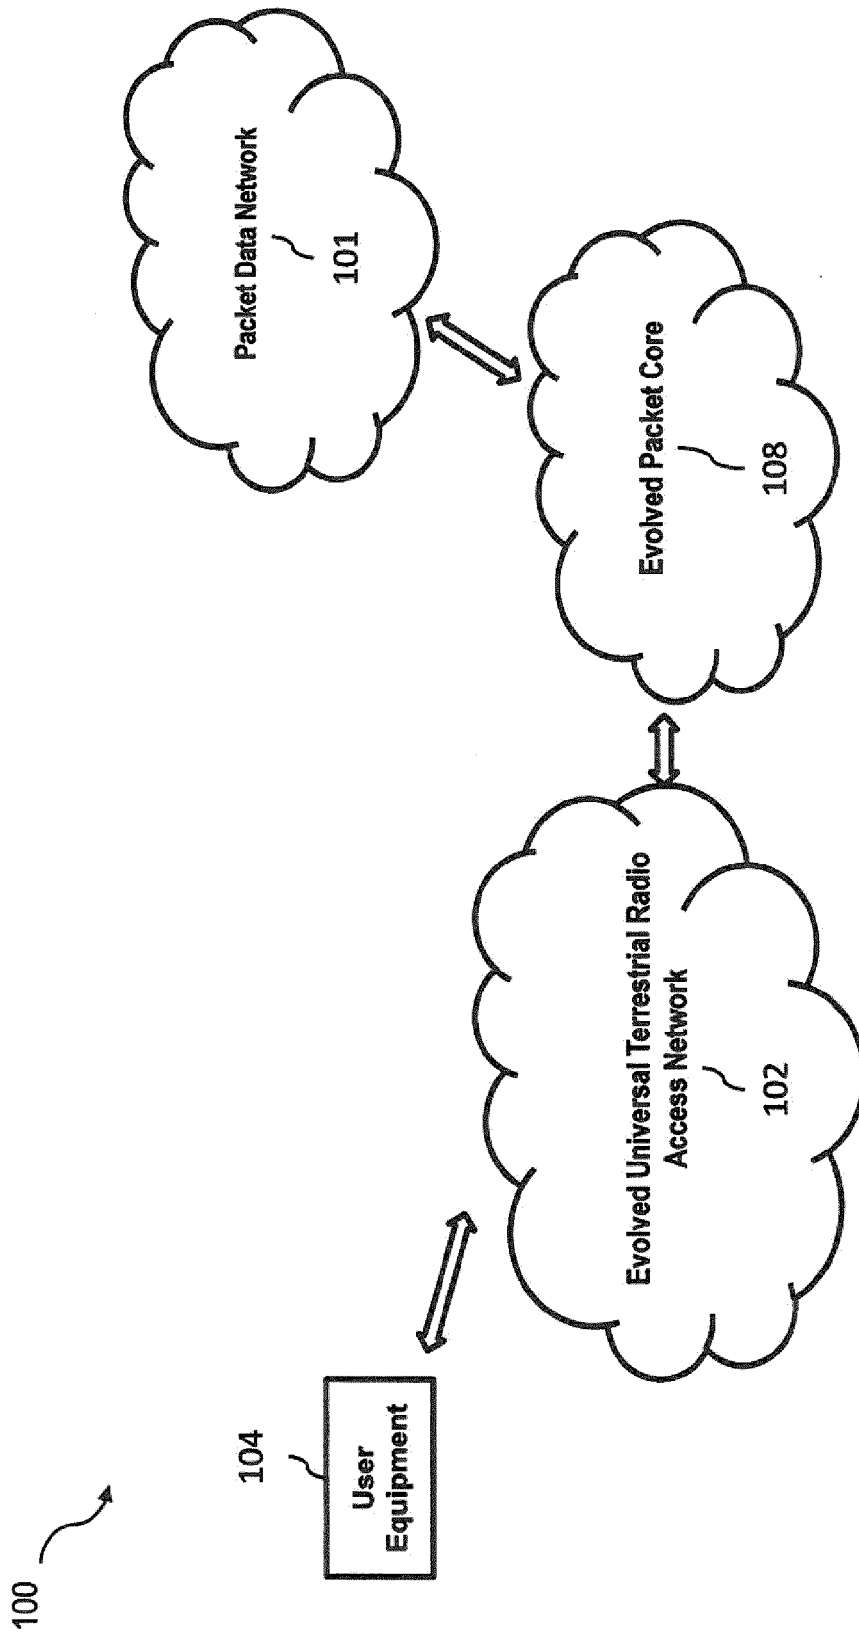 100
104
User
Equipment
Evolved Universal Terrestrial Radio
Access Network
102
Evolved Packet Core
108
Packet Data Network
101